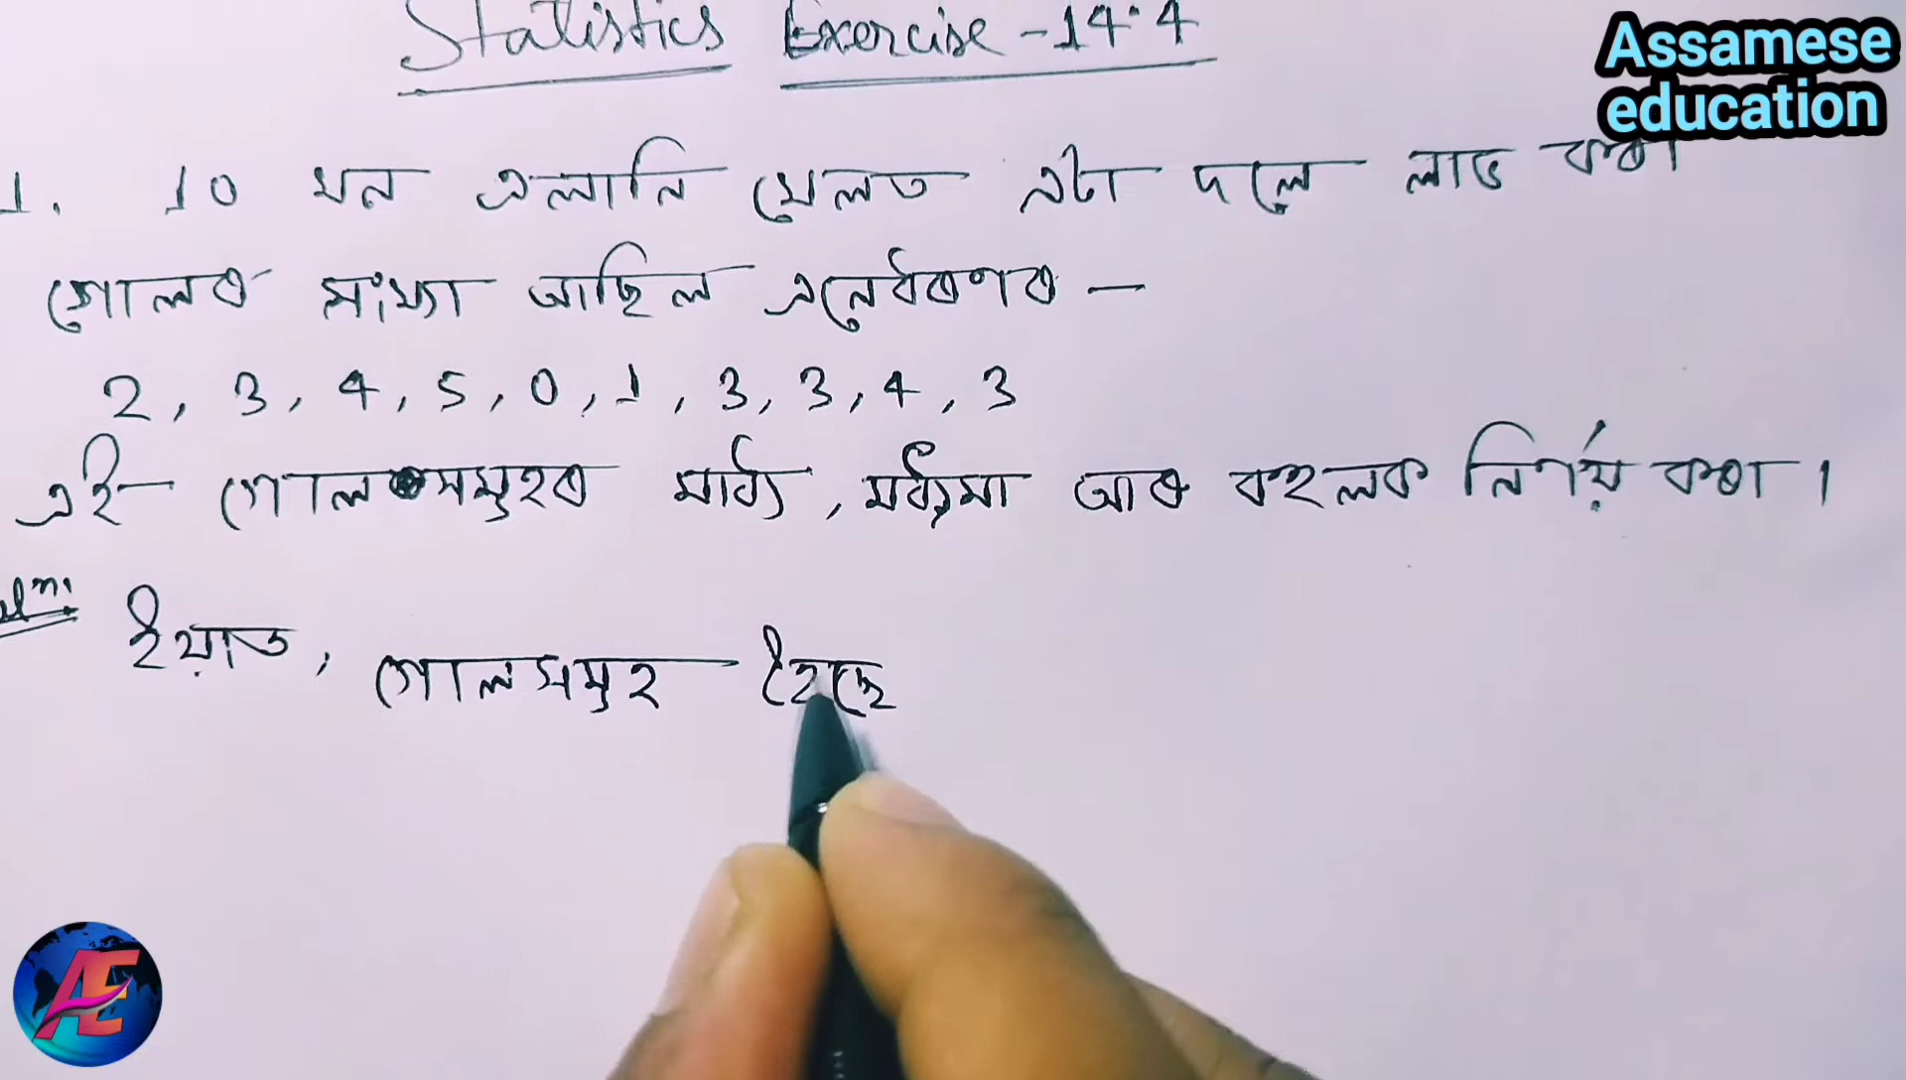 Statistics Exercise - 14.4
Assamese
education
1. 10 খন এলানি খেলত এটা দলে লাভ কৰা
গোলৰ সংখ্যা আছিল এনেধৰণৰ —
2, 3, 4, 5, 0, 1, 3, 3, 4, 3
এই গোলসমুহৰ মাধ্য, মধ্যমা আৰু বহুলক নিৰ্ণয় কৰা।
ইয়াত, গোলসমুহ হৈছে
AE